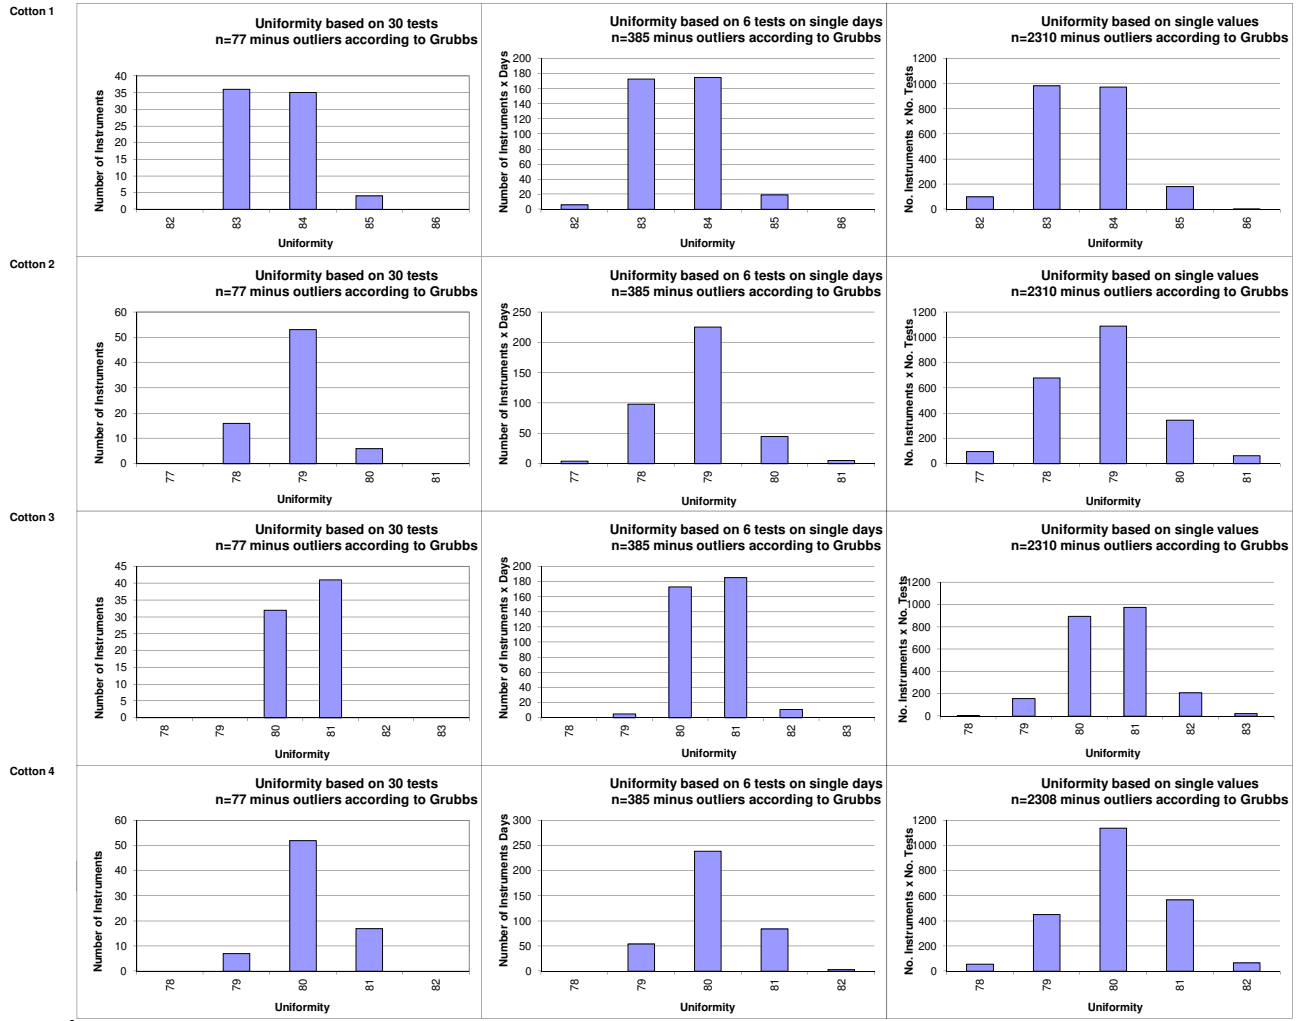 Cotton 1
Uniformity based on 30 tests
n=77 minus outliers according to Grubbs
Number of Instruments
40
35
30
25
20
15
10
5
0
82 83 84 85 86
Uniformity
Uniformity based on 6 tests on single days
n=385 minus outliers according to Grubbs
Number of Instruments x Days
200
180
160
140
120
100
80
60
40
20
0
82 83 84 85 86
Uniformity
Uniformity based on single values
n=2310 minus outliers according to Grubbs
No. Instruments x No. Tests
1200
1000
800
600
400
200
0
82 83 84 85 86
Uniformity
Cotton 2
Uniformity based on 30 tests
n=77 minus outliers according to Grubbs
Number of Instruments
60
50
40
30
20
10
0
77 78 79 80 81
Uniformity
Uniformity based on 6 tests on single days
n=385 minus outliers according to Grubbs
Number of Instruments x Days
250
200
150
100
50
0
77 78 79 80 81
Uniformity
Uniformity based on single values
n=2310 minus outliers according to Grubbs
No. Instruments x No. Tests
1200
1000
800
600
400
200
0
77 78 79 80 81
Uniformity
Cotton 3
Uniformity based on 30 tests
n=77 minus outliers according to Grubbs
Number of Instruments
45
40
35
30
25
20
15
10
5
0
78 79 80 81 82 83
Uniformity
Uniformity based on 6 tests on single days
n=385 minus outliers according to Grubbs
Number of Instruments x Days
200
180
160
140
120
100
80
60
40
20
0
78 79 80 81 82 83
Uniformity
Uniformity based on single values
n=2310 minus outliers according to Grubbs
No. Instruments x No. Tests
1200
1000
800
600
400
200
0
78 79 80 81 82 83
Uniformity
Cotton 4
Uniformity based on 30 tests
n=77 minus outliers according to Grubbs
Number of Instruments
60
50
40
30
20
10
0
78 79 80 81 82
Uniformity
Uniformity based on 6 tests on single days
n=385 minus outliers according to Grubbs
Number of Instruments Days
300
250
200
150
100
50
0
78 79 80 81 82
Uniformity
Uniformity based on single values
n=2308 minus outliers according to Grubbs
No. Instruments x No. Tests
1200
1000
800
600
400
200
0
78 79 80 81 82
Uniformity